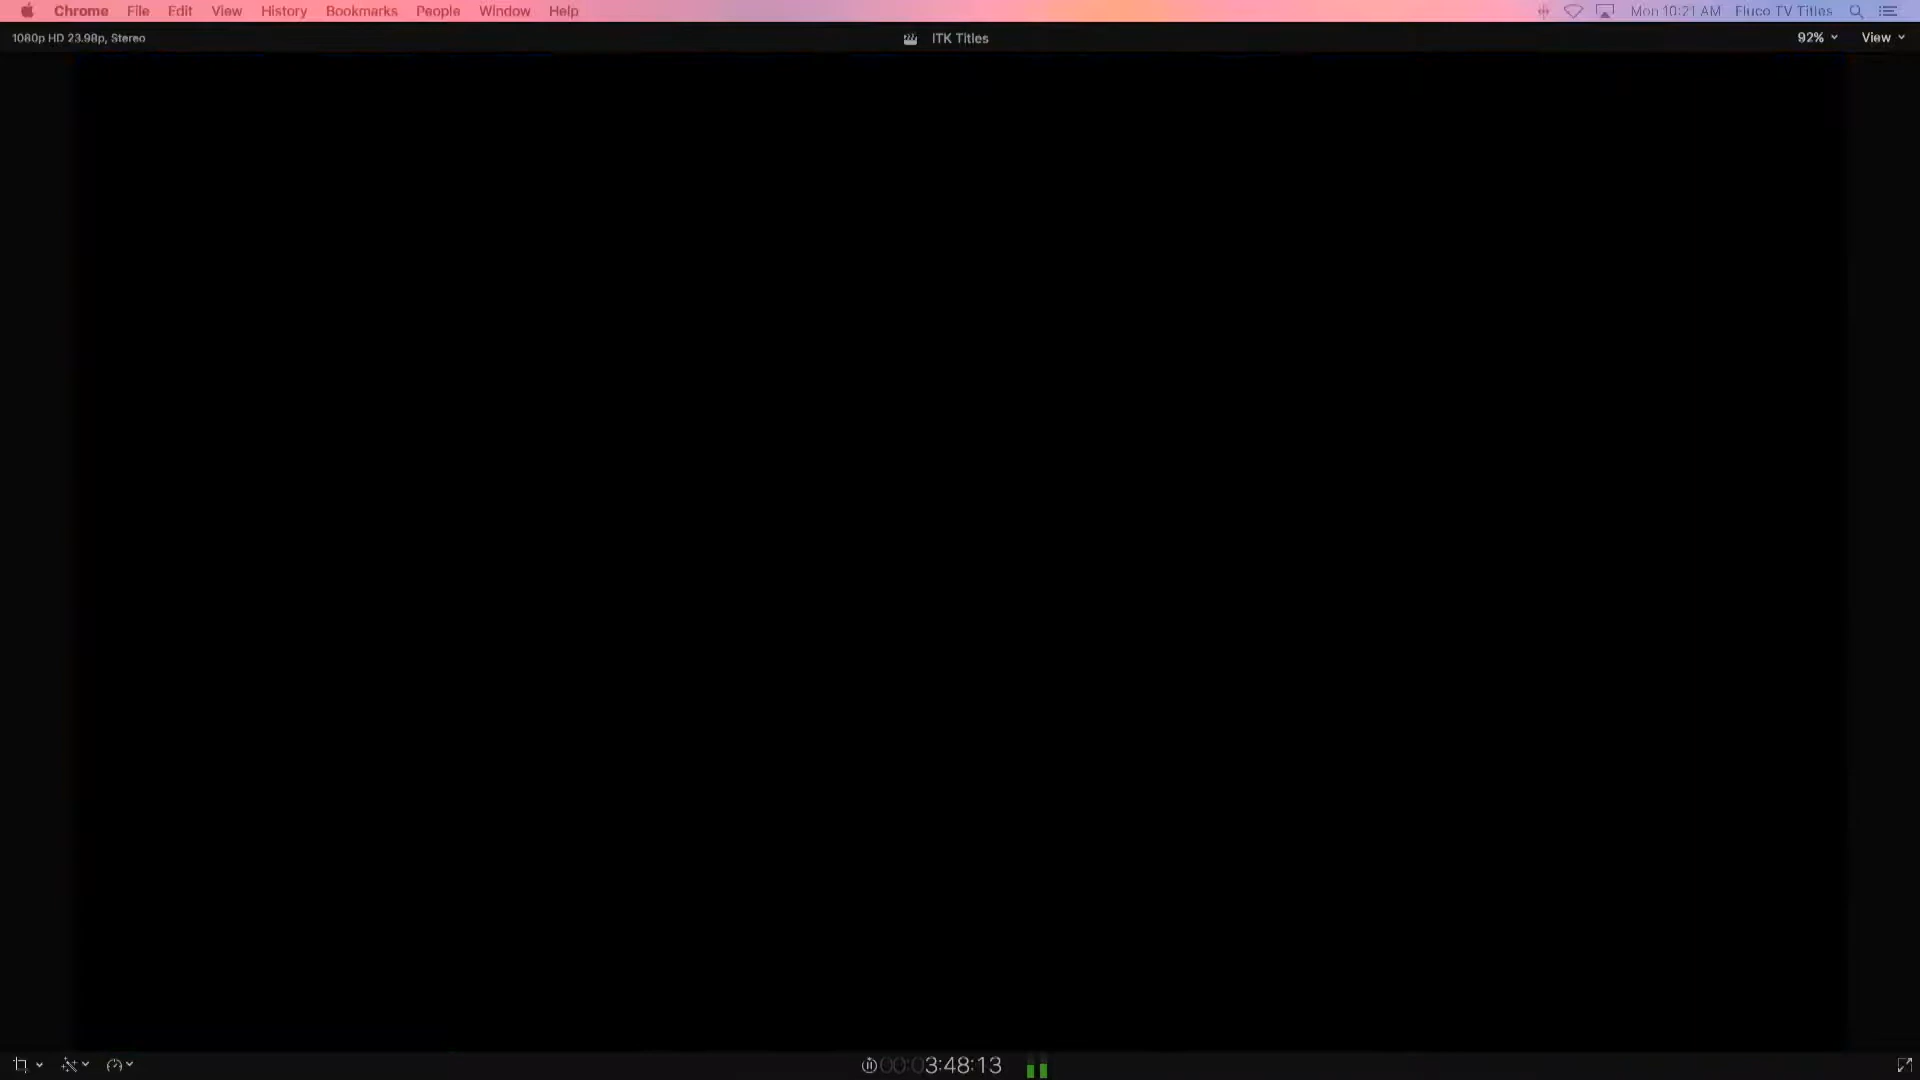 Chrome File Edit View History Bookmarks People Window Help Mon 10:21 AM Fluco TV Titles
1080p HD 23.98p, Stereo ITK Titles 92% View
00:03:48:13